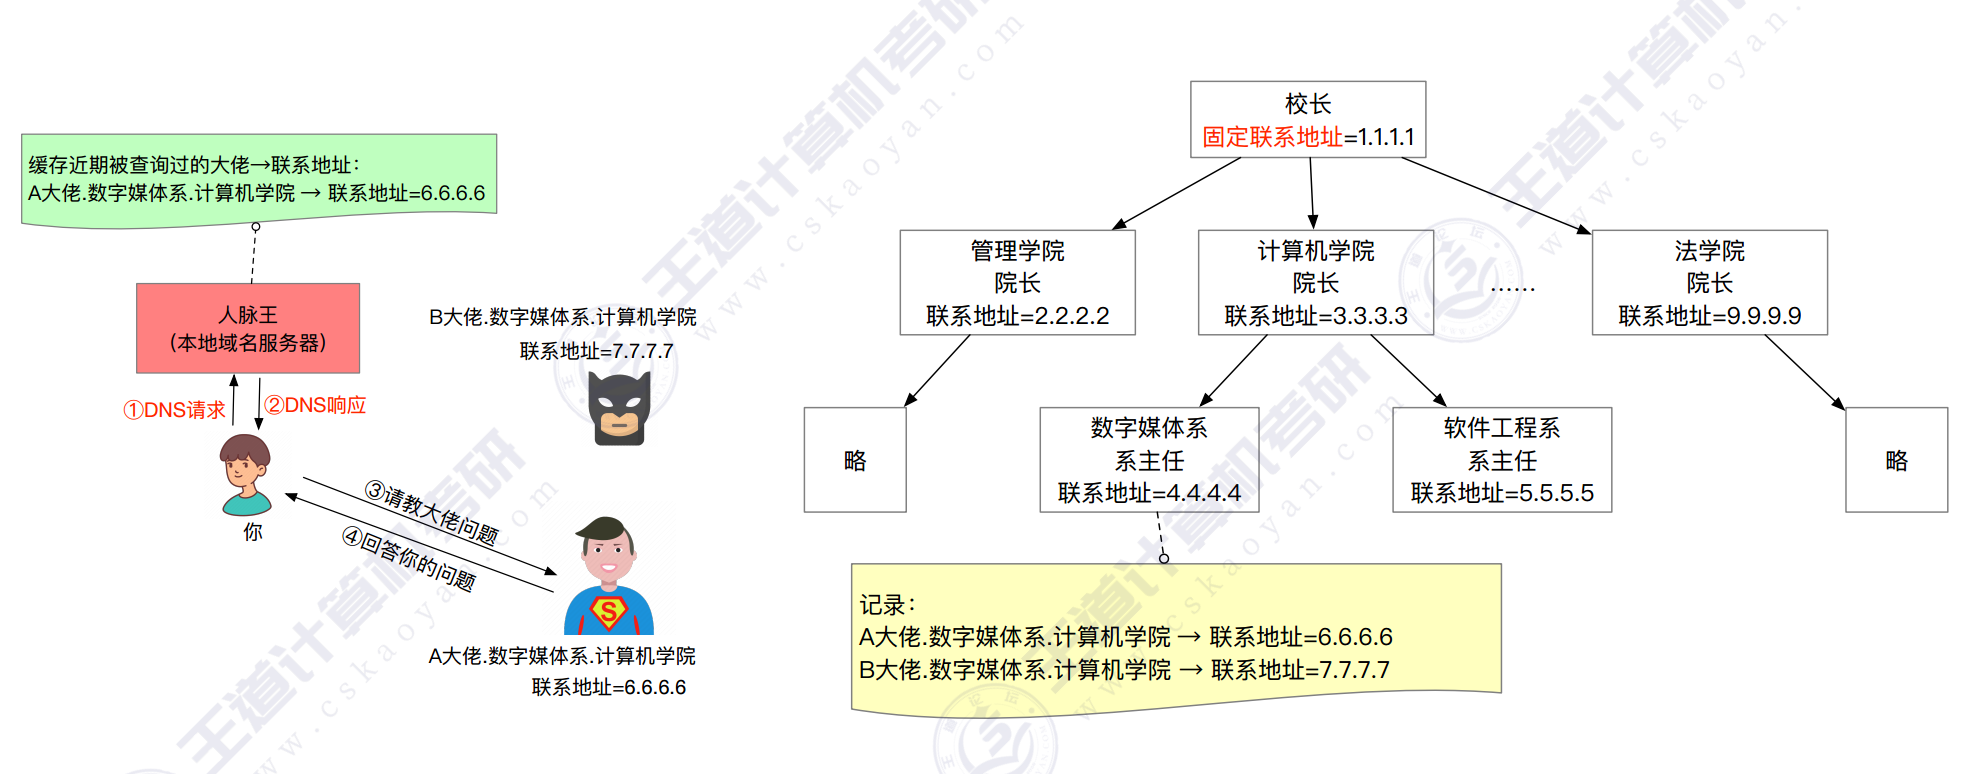 缓存近期被查询过的大佬→联系地址：
A大佬.数字媒体系.计算机学院 → 联系地址=6.6.6.6
人脉王
（本地域名服务器）
①DNS请求
②DNS响应
你
③请教大佬问题
④回答你的问题
B大佬.数字媒体系.计算机学院
联系地址=7.7.7.7
S
A大佬.数字媒体系.计算机学院
联系地址=6.6.6.6
校长
固定联系地址=1.1.1.1
管理学院
院长
联系地址=2.2.2.2
计算机学院
院长
联系地址=3.3.3.3
……
法学院
院长
联系地址=9.9.9.9
略
数字媒体系
系主任
联系地址=4.4.4.4
软件工程系
系主任
联系地址=5.5.5.5
略
记录：
A大佬.数字媒体系.计算机学院 → 联系地址=6.6.6.6
B大佬.数字媒体系.计算机学院 → 联系地址=7.7.7.7
王道计算机考研
www.cskaoyan.com
王道计算机考研
www.cskaoyan.com
王道计算机考研
www.cskaoyan.com
王道计算机考研
www.cskaoyan.com